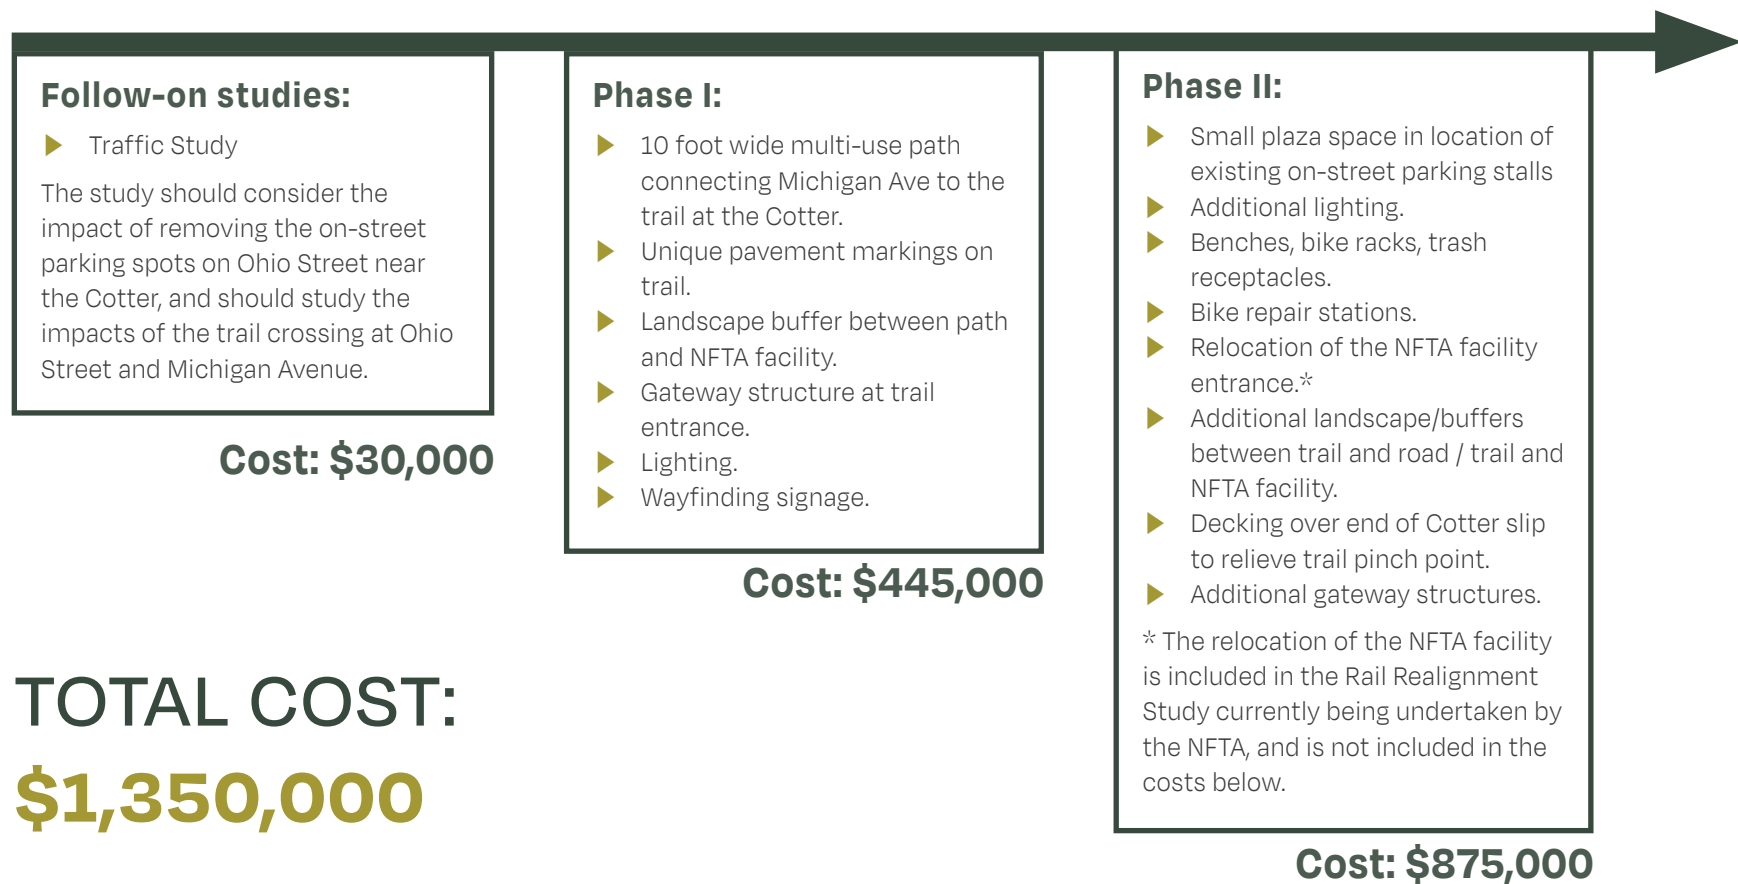 Follow-on studies:
Traffic Study
The study should consider the
impact of removing the on-street
parking spots on Ohio Street near
the Cotter, and should study the
impacts of the trail crossing at Ohio
Street and Michigan Avenue.
Cost: $30,000
Phase I:
10 foot wide multi-use path
connecting Michigan Ave to the
trail at the Cotter.
Unique pavement markings on
trail.
Landscape buffer between path
and NFTA facility.
Gateway structure at trail
entrance.
Lighting.
Wayfinding signage.
Cost: $445,000
Phase II:
Small plaza space in location of
existing on-street parking stalls
Additional lighting.
Benches, bike racks, trash
receptacles.
Bike repair stations.
Relocation of the NFTA facility
entrance.*
Additional landscape/buffers
between trail and road / trail and
NFTA facility.
Decking over end of Cotter slip
to relieve trail pinch point.
Additional gateway structures.
* The relocation of the NFTA facility
is included in the Rail Realignment
Study currently being undertaken by
the NFTA, and is not included in the
costs below.
Cost: $875,000
TOTAL COST:
$1,350,000